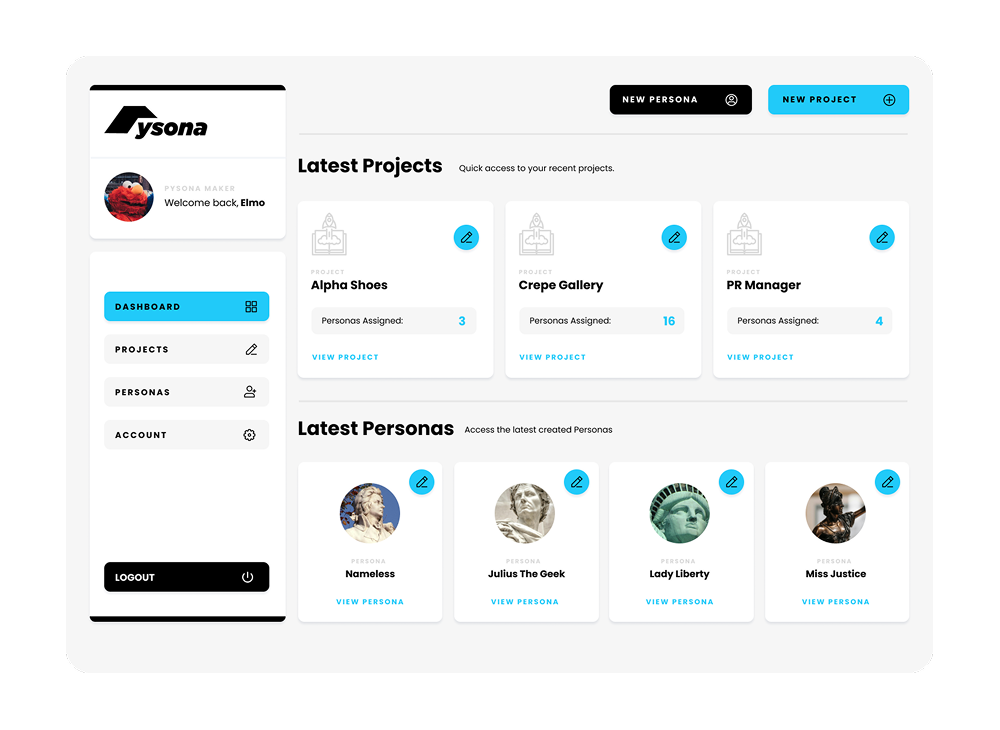 Pysona
PYSONA MAKER
Welcome back, Elmo
DASHBOARD
PROJECTS
PERSONAS
ACCOUNT
LOGOUT
NEW PERSONA
NEW PROJECT
Latest Projects
Quick access to your recent projects.
PROJECT
Alpha Shoes
Personas Assigned: 3
VIEW PROJECT
PROJECT
Crepe Gallery
Personas Assigned: 16
VIEW PROJECT
PROJECT
PR Manager
Personas Assigned: 4
VIEW PROJECT
Latest Personas
Access the latest created Personas
PERSONA
Nameless
VIEW PERSONA
PERSONA
Julius The Geek
VIEW PERSONA
PERSONA
Lady Liberty
VIEW PERSONA
PERSONA
Miss Justice
VIEW PERSONA